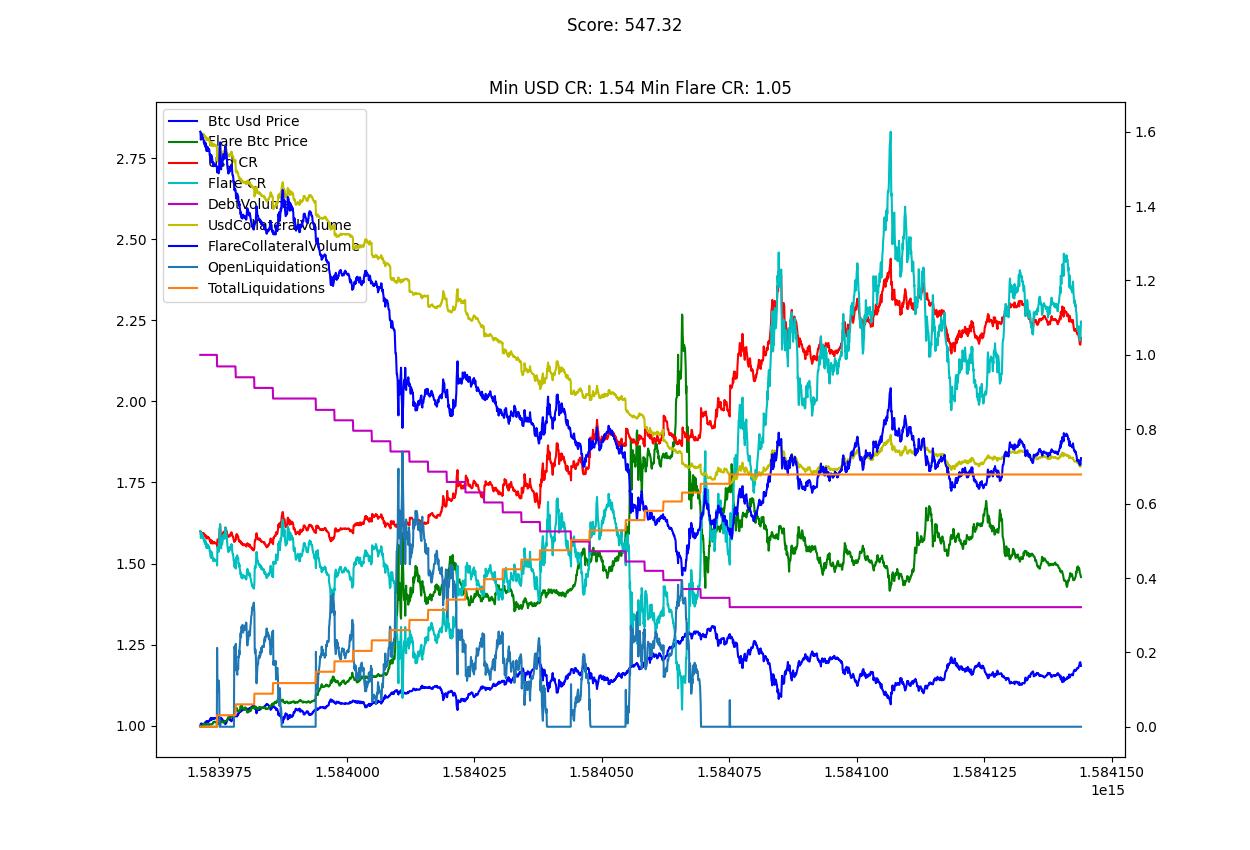 Score: 547.32
Min USD CR: 1.54 Min Flare CR: 1.05
Btc Usd Price
Flare Btc Price
Usd CR
Flare CR
DebtVolume
UsdCollateralVolume
FlareCollateralVolume
OpenLiquidations
TotalLiquidations
2.75
2.50
2.25
2.00
1.75
1.50
1.25
1.00
1.6
1.4
1.2
1.0
0.8
0.6
0.4
0.2
0.0
1.583975 1.584000 1.584025 1.584050 1.584075 1.584100 1.584125 1.584150
1e15